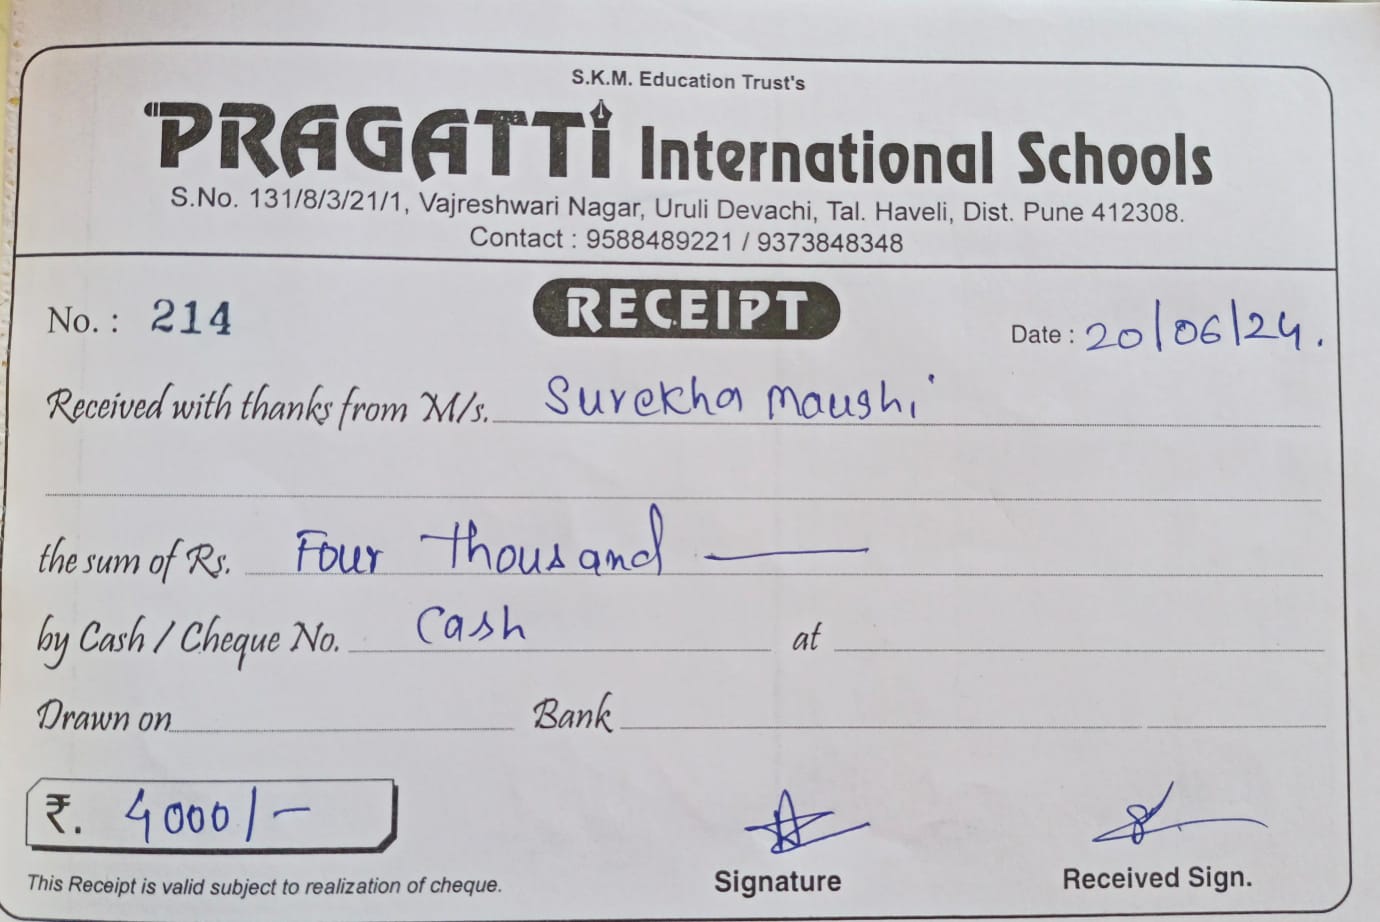 S.K.M. Education Trust's
PRAGATTi International Schools
S.No. 131/8/3/21/1, Vajreshwari Nagar, Uruli Devachi, Tal. Haveli, Dist. Pune 412308.
Contact : 9588489221 / 9373848348
RECEIPT
No. : 214
Date : 20/06/24.
Received with thanks from M/s. Surekha Maushi
the sum of Rs. Four thousand —
by Cash / Cheque No. Cash at
Drawn on Bank
₹. 4000/-
This Receipt is valid subject to realization of cheque.
Signature
Received Sign.